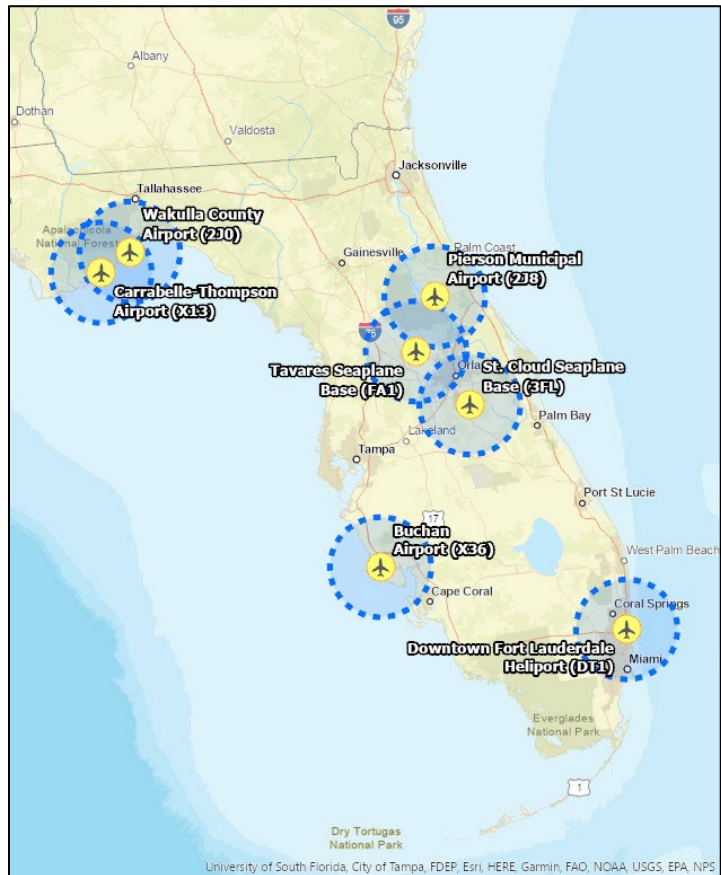 95
Albany
Dothan
Valdosta
Jacksonville
Tallahassee
Wakulla County
Airport (2J0)
Apalachicola
National Forest
Gainesville
Palm Coast
Pierson Municipal
Airport (2J8)
Carrabelle-Thompson
Airport (X13)
75
Tavares Seaplane
Base (FA1)
Orla
St. Cloud Seaplane
Base (3FL)
Palm Bay
Lakeland
Tampa
Port St Lucie
17
Buchan
Airport (X36)
West Palm Beach
Cape Coral
Coral Springs
Downtown Fort Lauderdale
Heliport (DT1)
Miami
Everglades
National Park
1
Dry Tortugas
National Park
University of South Florida, City of Tampa, FDEP, Esri, HERE, Garmin, FAO, NOAA, USGS, EPA, NPS